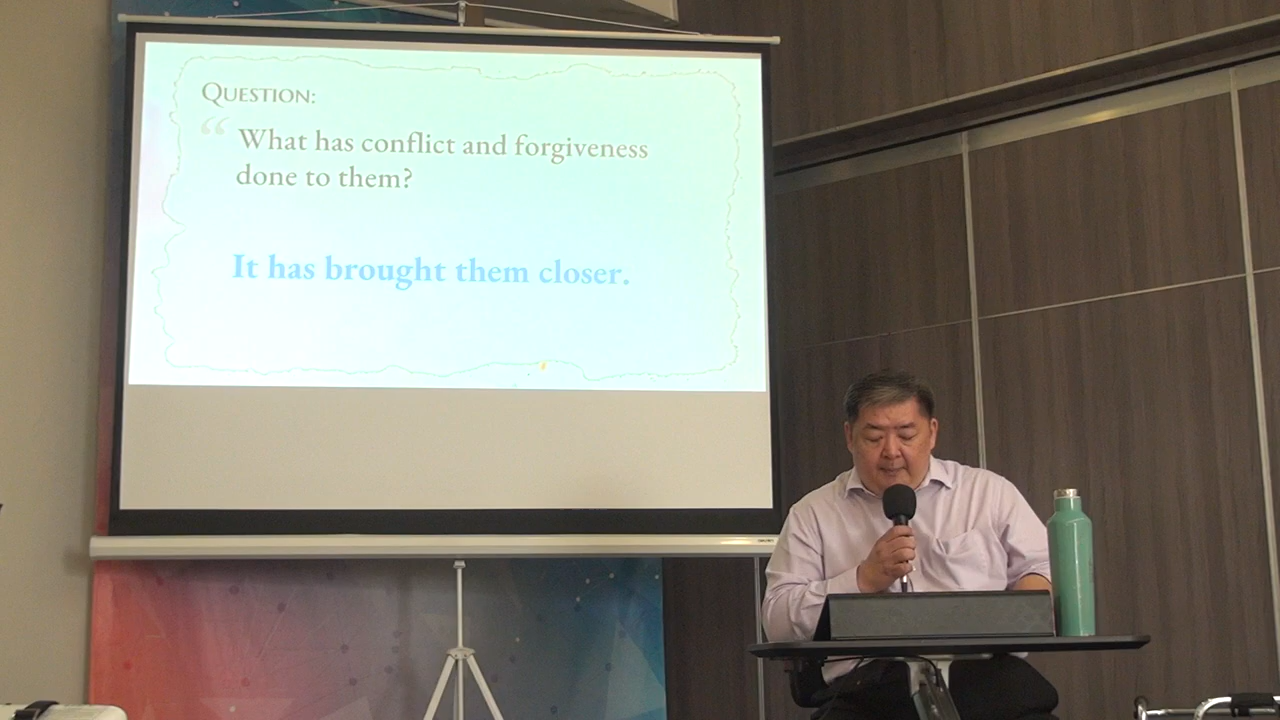 QUESTION:
“ What has conflict and forgiveness
done to them?
It has brought them closer.